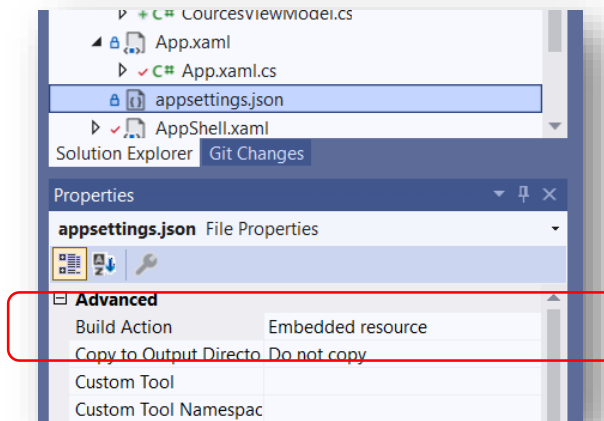 C# CourcesViewModel.cs
App.xaml
C# App.xaml.cs
appsettings.json
AppShell.xaml
Solution Explorer Git Changes
Properties
appsettings.json File Properties
Advanced
Build Action Embedded resource
Copy to Output Directo Do not copy
Custom Tool
Custom Tool Namespac